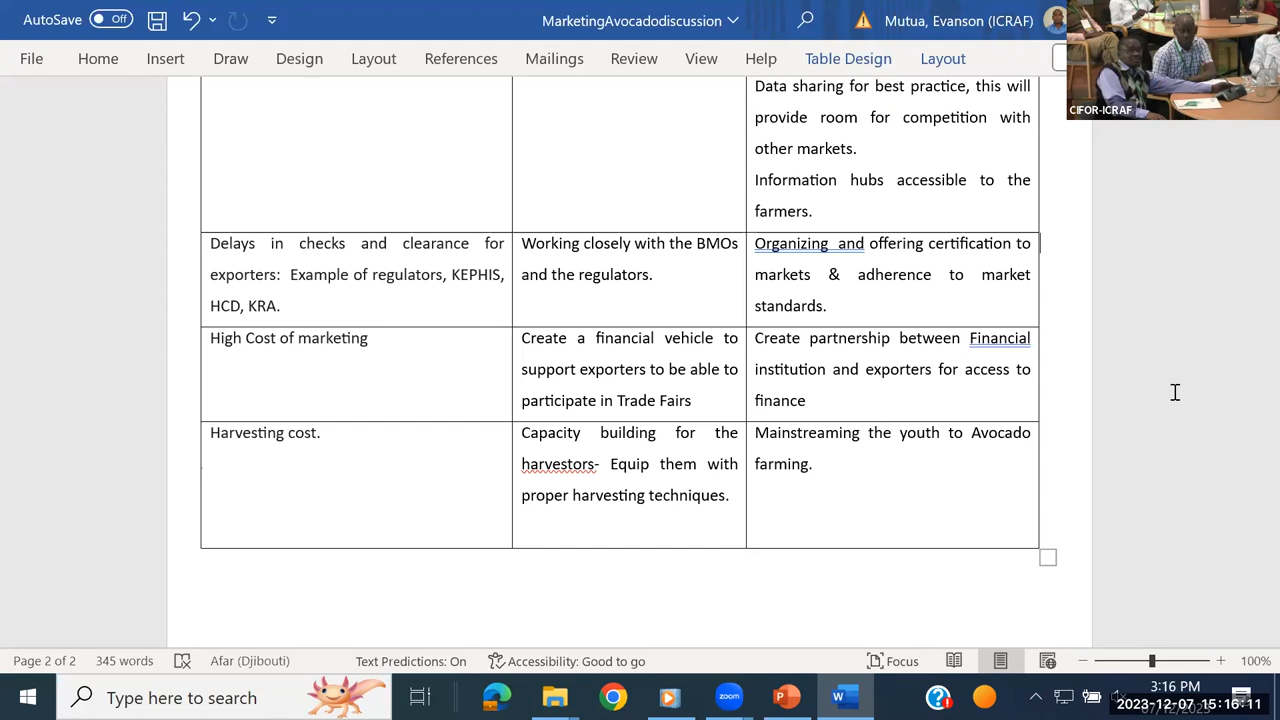 AutoSave Off MarketingAvocadodiscussion Mutua, Evanson (ICRAF)
File Home Insert Draw Design Layout References Mailings Review View Help Table Design Layout
CIFOR-ICRAF
Data sharing for best practice, this will
provide room for competition with
other markets.
Information hubs accessible to the
farmers.
Delays in checks and clearance for
exporters: Example of regulators, KEPHIS,
HCD, KRA.
Working closely with the BMOs
and the regulators.
Organizing and offering certification to
markets & adherence to market
standards.
High Cost of marketing
Create a financial vehicle to
support exporters to be able to
participate in Trade Fairs
Create partnership between Financial
institution and exporters for access to
finance
Harvesting cost.
Capacity building for the
harvestors- Equip them with
proper harvesting techniques.
Mainstreaming the youth to Avocado
farming.
Page 2 of 2 345 words Afar (Djibouti) Text Predictions: On Accessibility: Good to go Focus 100%
Type here to search zoom 3:16 PM
2023-12-07 15:16:11
07/12/2023